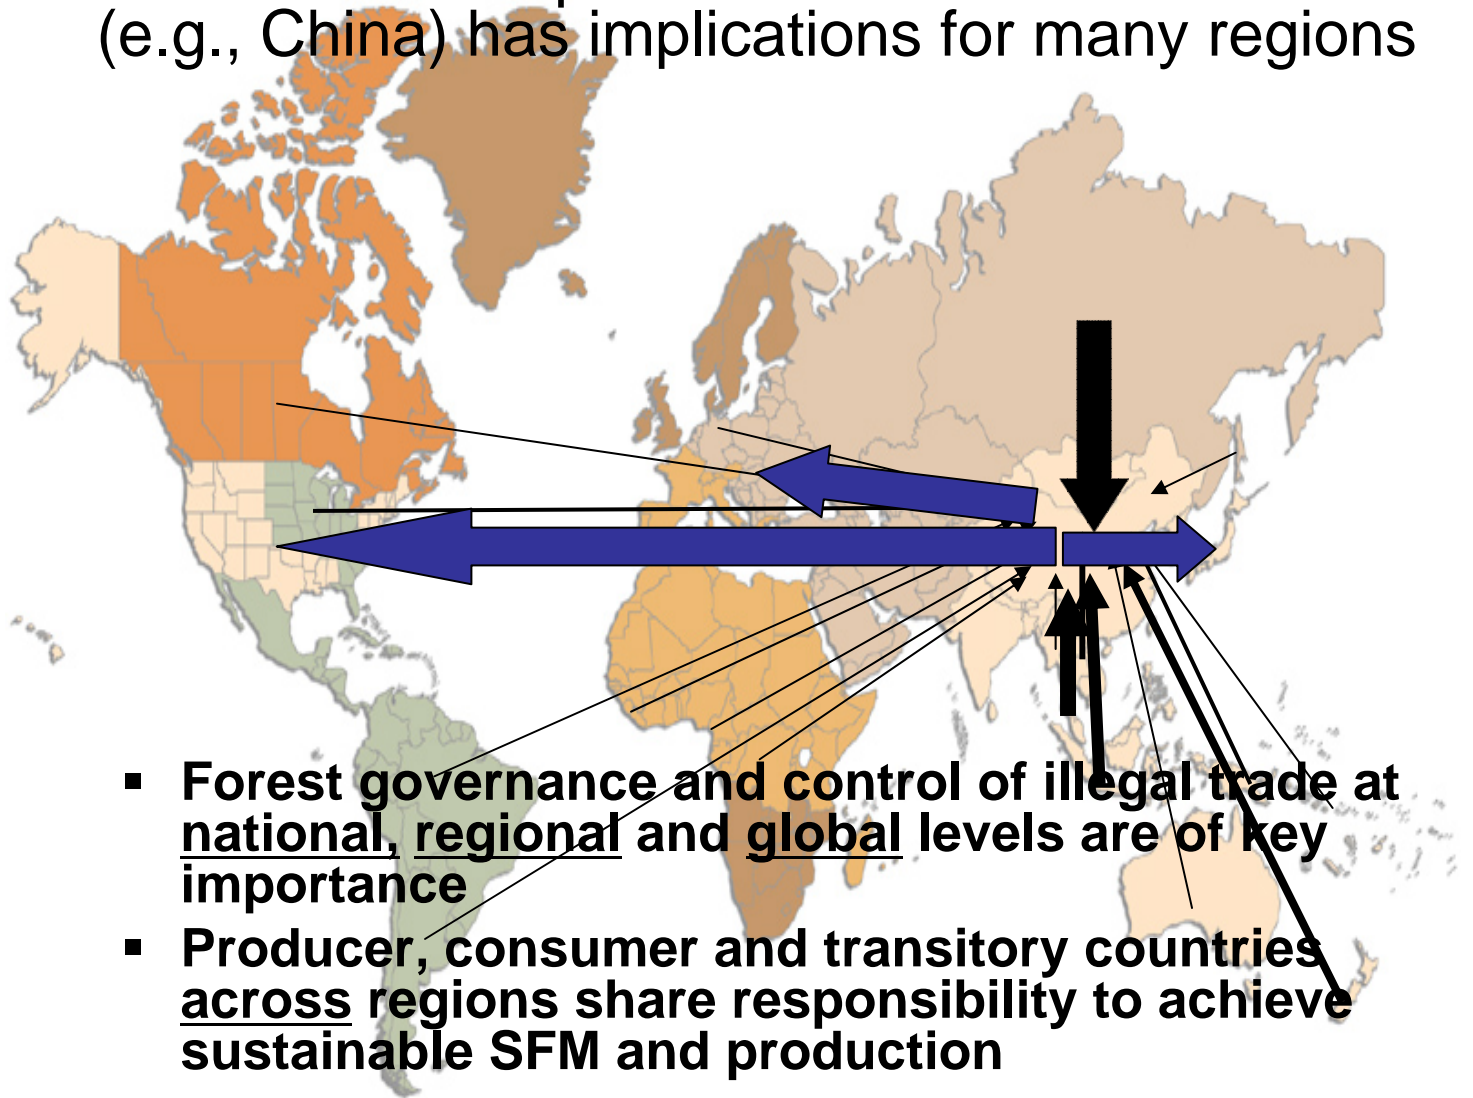 (e.g., China) has implications for many regions
▪ Forest governance and control of illegal trade at
national, regional and global levels are of key
importance
▪ Producer, consumer and transitory countries
across regions share responsibility to achieve
sustainable SFM and production